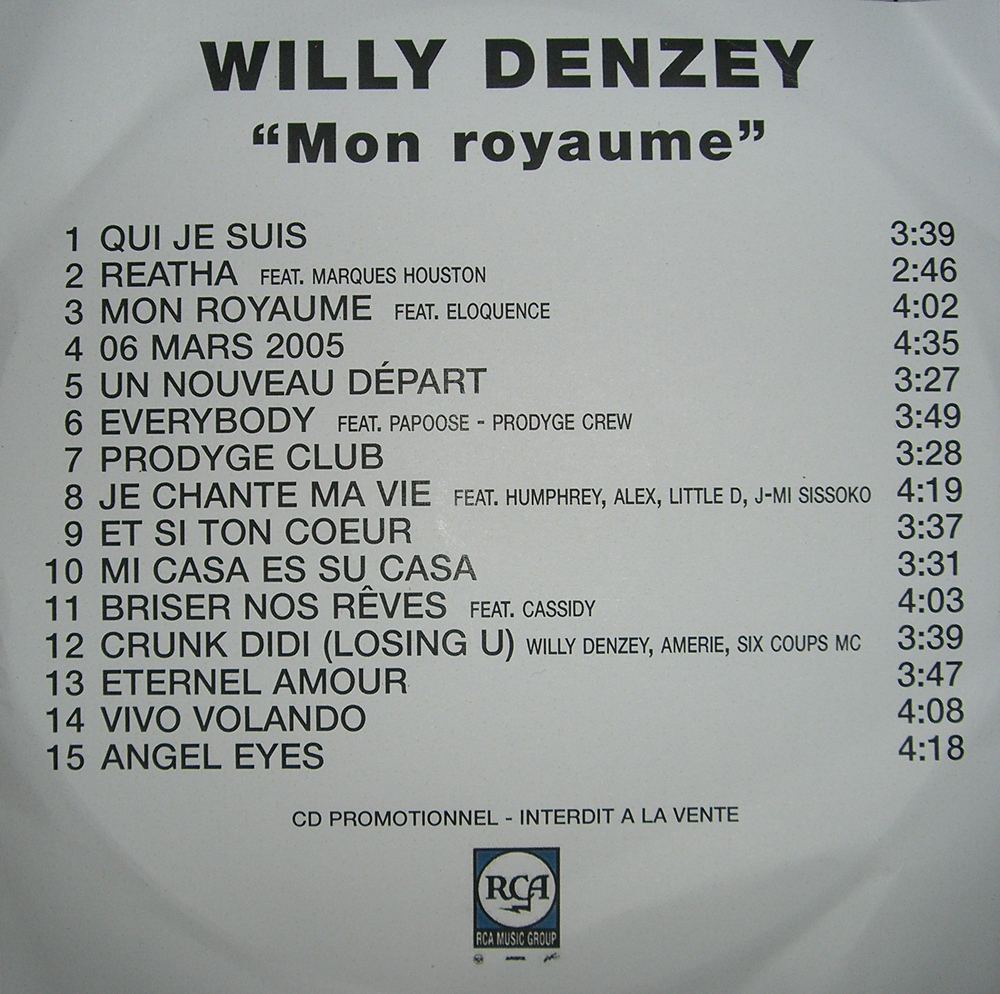 WILLY DENZEY
“Mon royaume”
1 QUI JE SUIS 3:39
2 REATHA FEAT. MARQUES HOUSTON 2:46
3 MON ROYAUME FEAT. ELOQUENCE 4:02
4 06 MARS 2005 4:35
5 UN NOUVEAU DÉPART 3:27
6 EVERYBODY FEAT. PAPOOSE - PRODYGE CREW 3:49
7 PRODYGE CLUB 3:28
8 JE CHANTE MA VIE FEAT. HUMPHREY, ALEX, LITTLE D, J-MI SISSOKO 4:19
9 ET SI TON COEUR 3:37
10 MI CASA ES SU CASA 3:31
11 BRISER NOS RÊVES FEAT. CASSIDY 4:03
12 CRUNK DIDI (LOSING U) WILLY DENZEY, AMERIE, SIX COUPS MC 3:39
13 ETERNEL AMOUR 3:47
14 VIVO VOLANDO 4:08
15 ANGEL EYES 4:18
CD PROMOTIONNEL - INTERDIT A LA VENTE
RCA
RCA MUSIC GROUP